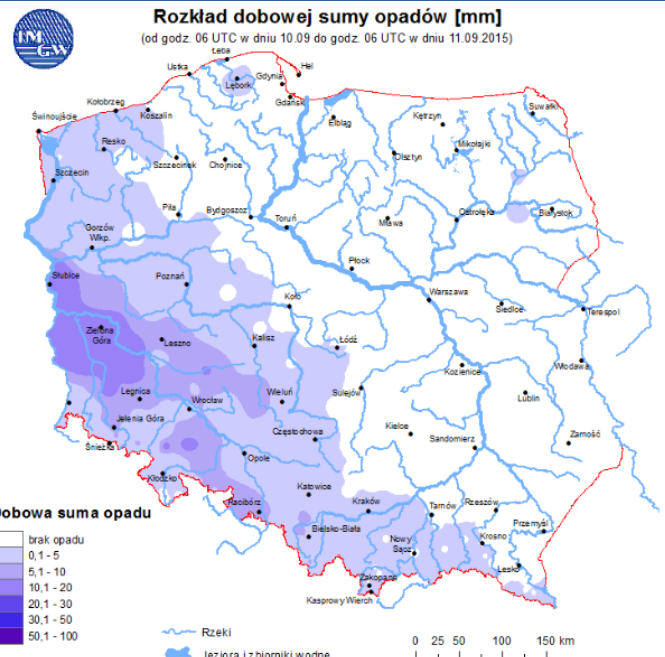 IM
GW
Rozkład dobowej sumy opadów [mm]
(od godz. 06 UTC w dniu 10.09 do godz. 06 UTC w dniu 11.09.2015)
Łeba
Hel
Ustka
Lębork
Gdynia
Gdańsk
Suwałki
Kołobrzeg
Koszalin
Świnoujście
Elbląg
Kętrzyn
Resko
Mikołajki
Szczecinek
Chojnice
Olsztyn
Szczecin
Piła
Bydgoszcz
Toruń
Mława
Ostrołęka
Białystok
Gorzów
Wlkp.
Płock
Słubice
Poznań
Koło
Warszawa
Siedlce
Terespol
Zielona
Góra
Leszno
Kalisz
Łódź
Kozienice
Włodawa
Legnica
Wrocław
Wieluń
Sulejów
Lublin
Jelenia Góra
Częstochowa
Kielce
Sandomierz
Zamość
Śnieżka
Opole
Kłodzko
Katowice
Racibórz
Kraków
Tarnów
Rzeszów
Bielsko-Biała
Nowy
Sącz
Krosno
Przemyśl
Lesko
Zakopane
Kasprowy Wierch
Dobowa suma opadu
brak opadu
0,1 - 5
5,1 - 10
10,1 - 20
20,1 - 30
30,1 - 50
50,1 - 100
Rzeki
Jeziora i zbiorniki wodne
0 25 50 100 150 km